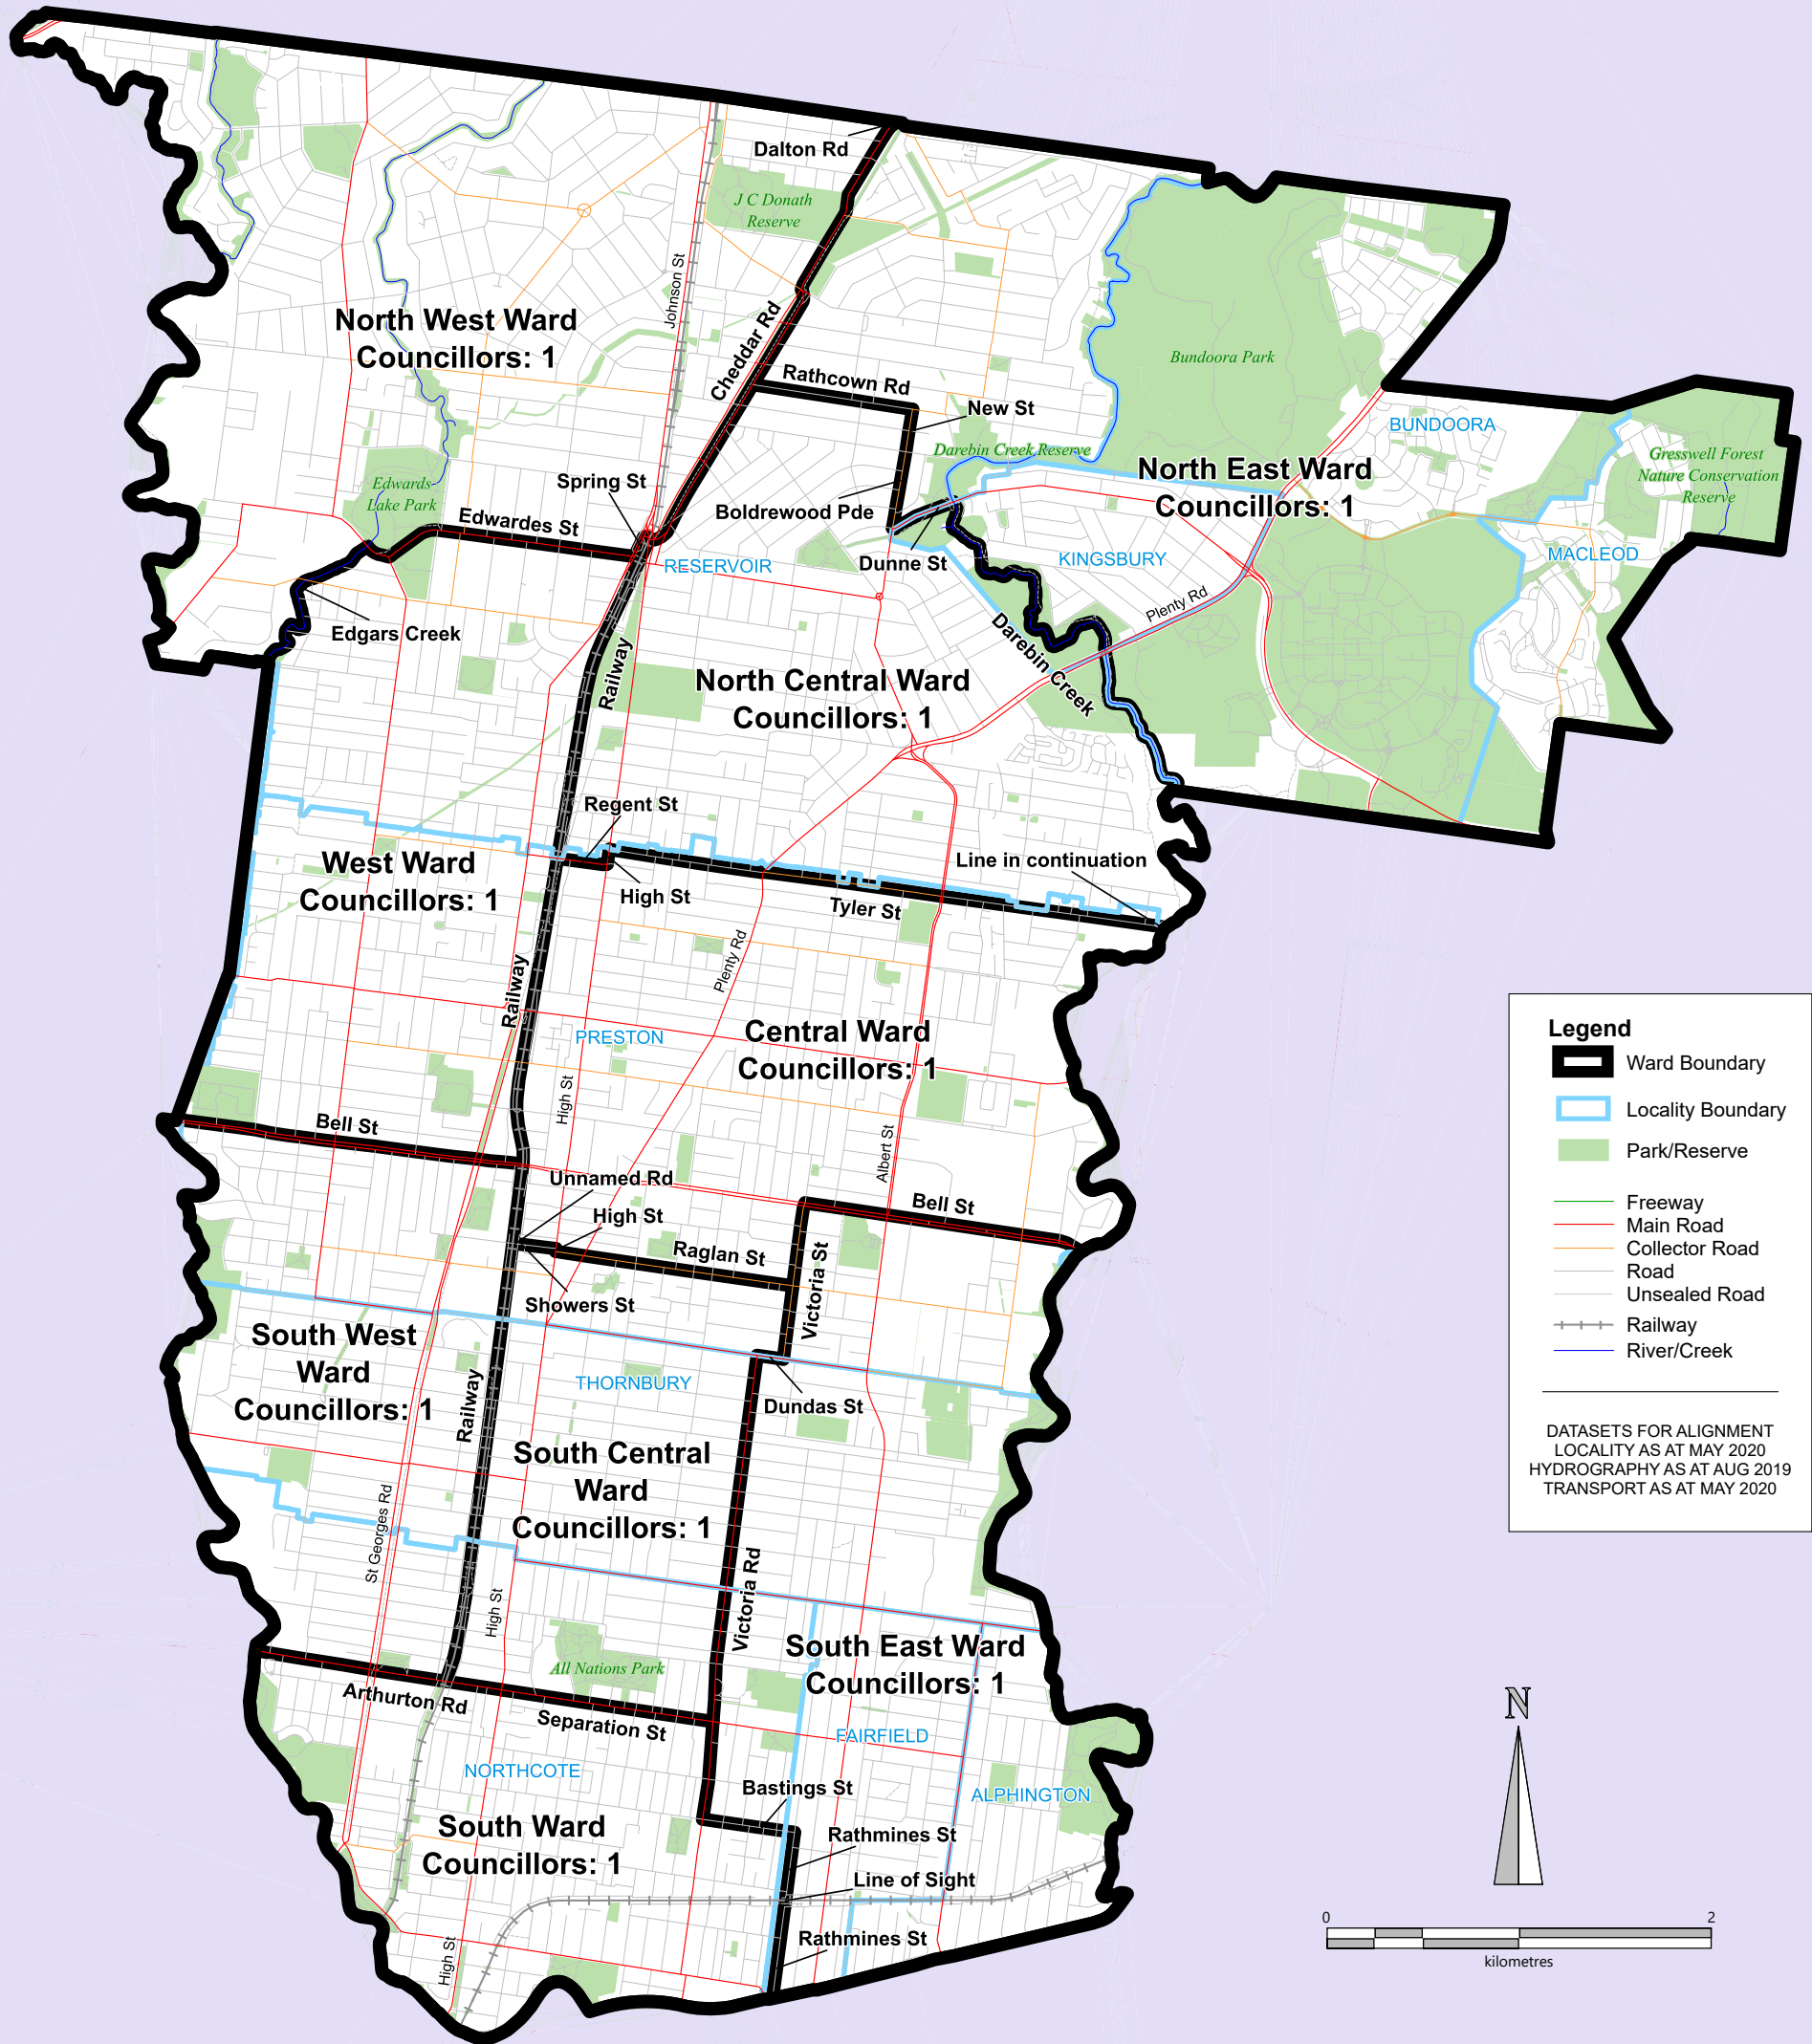 Dalton Rd
J C Donath
Reserve
Johnson St
North West Ward
Councillors: 1
Cheddar Rd
Rathcown Rd
New St
Bundoora Park
BUNDOORA
Darebin Creek Reserve
North East Ward
Councillors: 1
Gresswell Forest
Nature Conservation
Reserve
Edwards
Lake Park
Spring St
Boldrewood Pde
Edwardes St
RESERVOIR
Dunne St
KINGSBURY
MACLEOD
Plenty Rd
Edgars Creek
Railway
Darebin Creek
North Central Ward
Councillors: 1
Regent St
West Ward
Councillors: 1
High St
Line in continuation
Tyler St
Plenty Rd
Railway
PRESTON
Central Ward
Councillors: 1
High St
Bell St
Albert St
Unnamed Rd
High St
Bell St
Raglan St
Victoria St
Showers St
South West
Ward
Councillors: 1
Railway
THORNBURY
Dundas St
South Central
Ward
Councillors: 1
St Georges Rd
High St
Victoria Rd
South East Ward
Councillors: 1
All Nations Park
Arthurton Rd
Separation St
FAIRFIELD
NORTHCOTE
Bastings St
ALPHINGTON
South Ward
Councillors: 1
Rathmines St
Line of Sight
Rathmines St
High St
Legend
Ward Boundary
Locality Boundary
Park/Reserve
Freeway
Main Road
Collector Road
Road
Unsealed Road
Railway
River/Creek
DATASETS FOR ALIGNMENT
LOCALITY AS AT MAY 2020
HYDROGRAPHY AS AT AUG 2019
TRANSPORT AS AT MAY 2020
N
0 2
kilometres